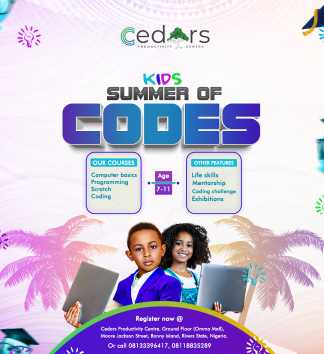 Cedars
PRODUCTIVITY CENTRE
KIDS
SUMMER OF
CODES
OUR COURSES
Computer basics
Programming
Scratch
Coding
Age
7-11
OTHER FEATURES
Life skills
Mentorship
Coding challenge
Exhibitions
Register now @
Cedars Productivity Centre, Ground Floor (Omma Mall),
Moore Jackson Street, Bonny Island, Rivers State, Nigeria.
Or call 08133396417, 08118835289